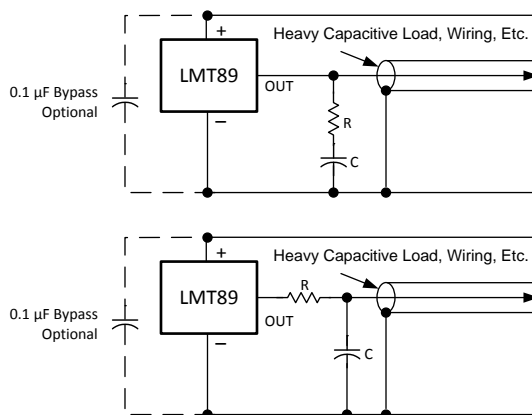 Heavy Capacitive Load, Wiring, Etc.
+
LMT89
OUT
0.1 µF Bypass
Optional
R
−
C
Heavy Capacitive Load, Wiring, Etc.
+
R
LMT89
OUT
0.1 µF Bypass
Optional
−
C